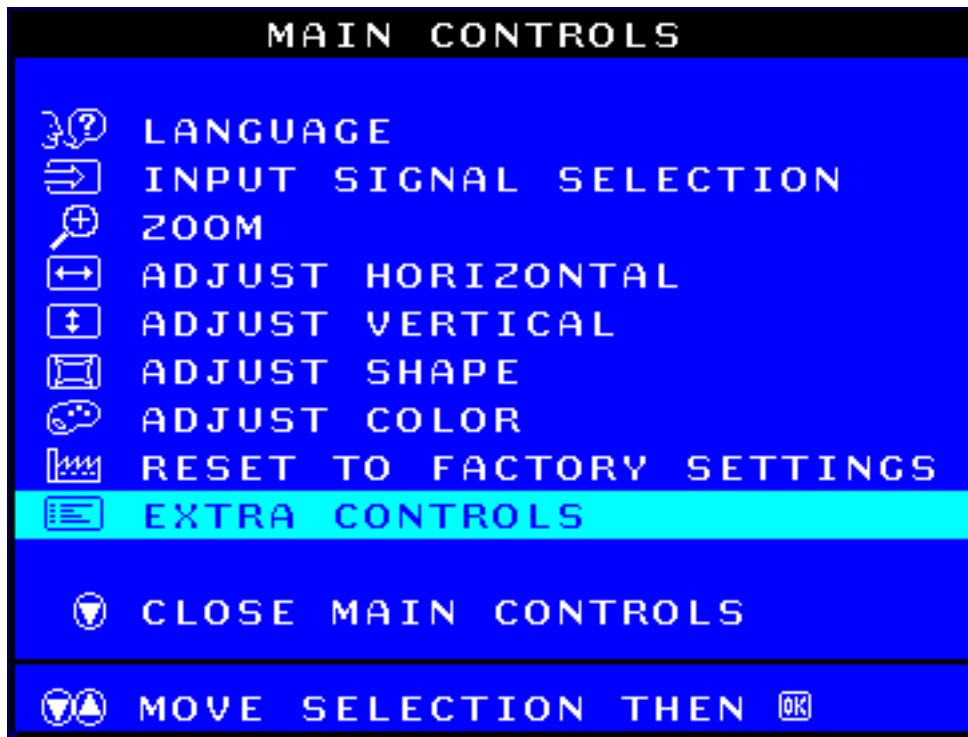 MAIN CONTROLS
LANGUAGE
INPUT SIGNAL SELECTION
ZOOM
ADJUST HORIZONTAL
ADJUST VERTICAL
ADJUST SHAPE
ADJUST COLOR
RESET TO FACTORY SETTINGS
EXTRA CONTROLS
CLOSE MAIN CONTROLS
MOVE SELECTION THEN OK